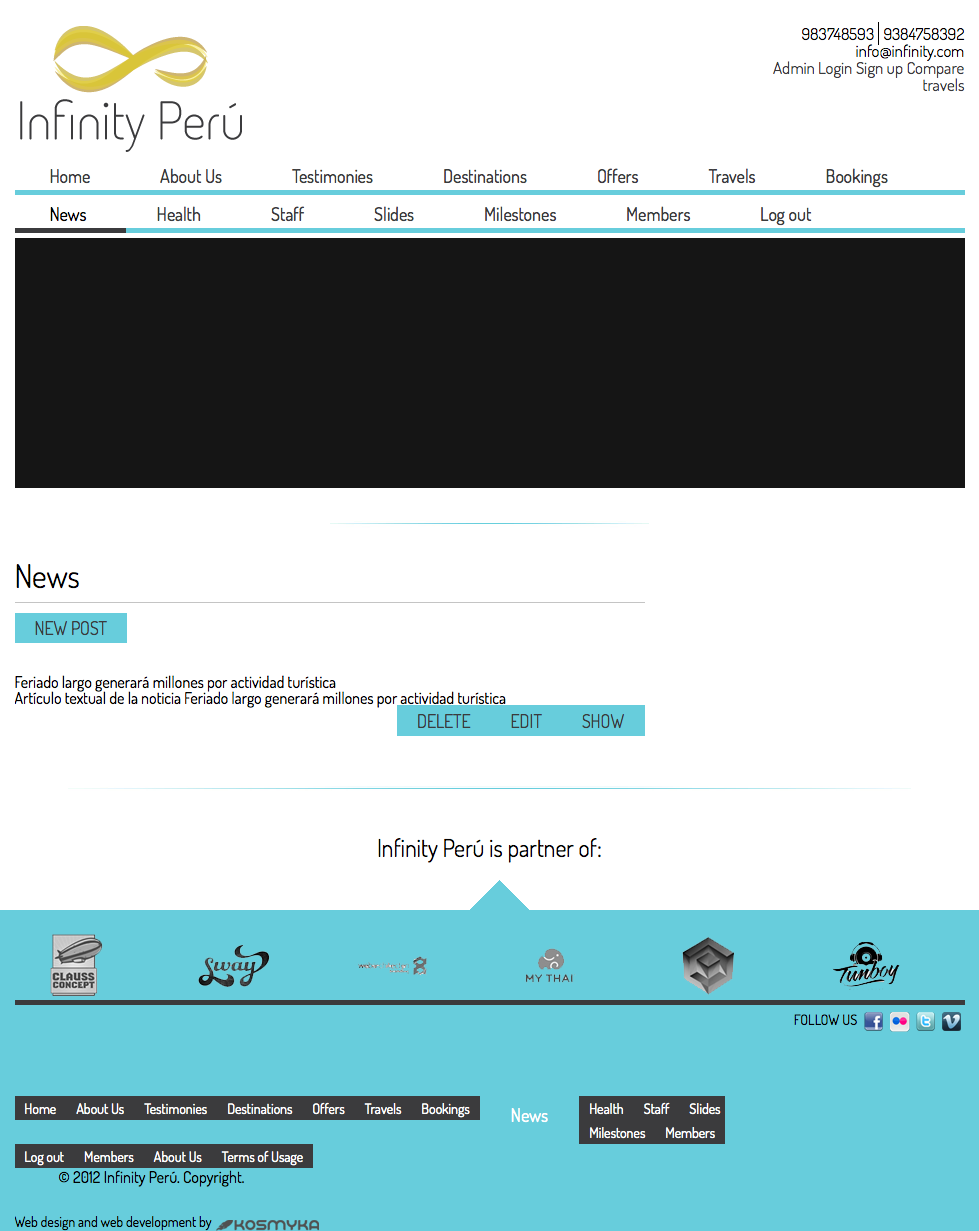 983748593 | 9384758392
info@infinity.com
Admin Login Sign up Compare
travels
Infinity Perú
Home About Us Testimonies Destinations Offers Travels Bookings
News Health Staff Slides Milestones Members Log out
News
NEW POST
Feriado largo generará millones por actividad turística
Artículo textual de la noticia Feriado largo generará millones por actividad turística
DELETE EDIT SHOW
Infinity Perú is partner of:
CLAUSS
CONCEPT
Sway
MY THAI
Tunboy
FOLLOW US
Home About Us Testimonies Destinations Offers Travels Bookings
News
Health Staff Slides
Milestones Members
Log out Members About Us Terms of Usage
© 2012 Infinity Perú. Copyright.
Web design and web development by KOSMYKA